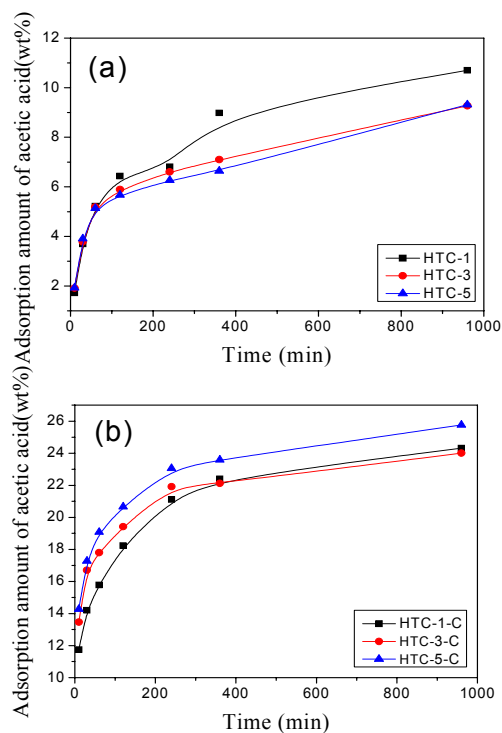 (a)
Adsorption amount of acetic acid(wt%)
12
10
8
6
4
2
0 200 400 600 800 1000
Time (min)
HTC-1
HTC-3
HTC-5
(b)
Adsorption amount of acetic acid(wt%)
26
24
22
20
18
16
14
12
10
0 200 400 600 800 1000
Time (min)
HTC-1-C
HTC-3-C
HTC-5-C